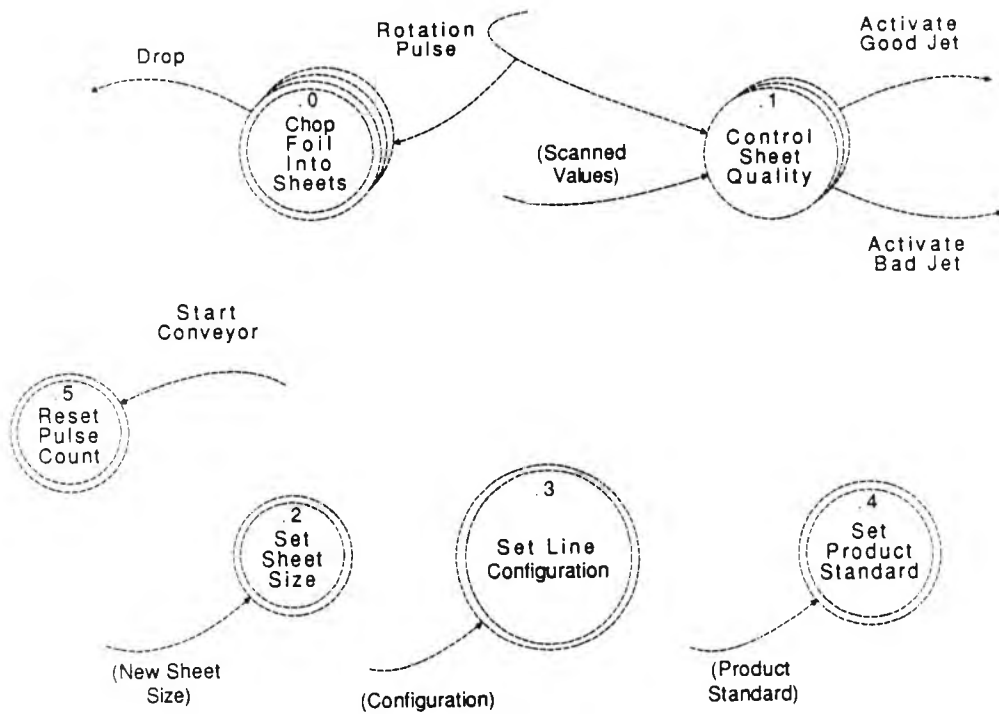 Drop
Rotation
Pulse
Activate
Good Jet
.0
Chop
Foil
Into
Sheets
(Scanned
Values)
.1
Control
Sheet
Quality
Activate
Bad Jet
Start
Conveyor
.5
Reset
Pulse
Count
.2
Set
Sheet
Size
.3
Set Line
Configuration
.4
Set
Product
Standard
(New Sheet
Size)
(Configuration)
(Product
Standard)